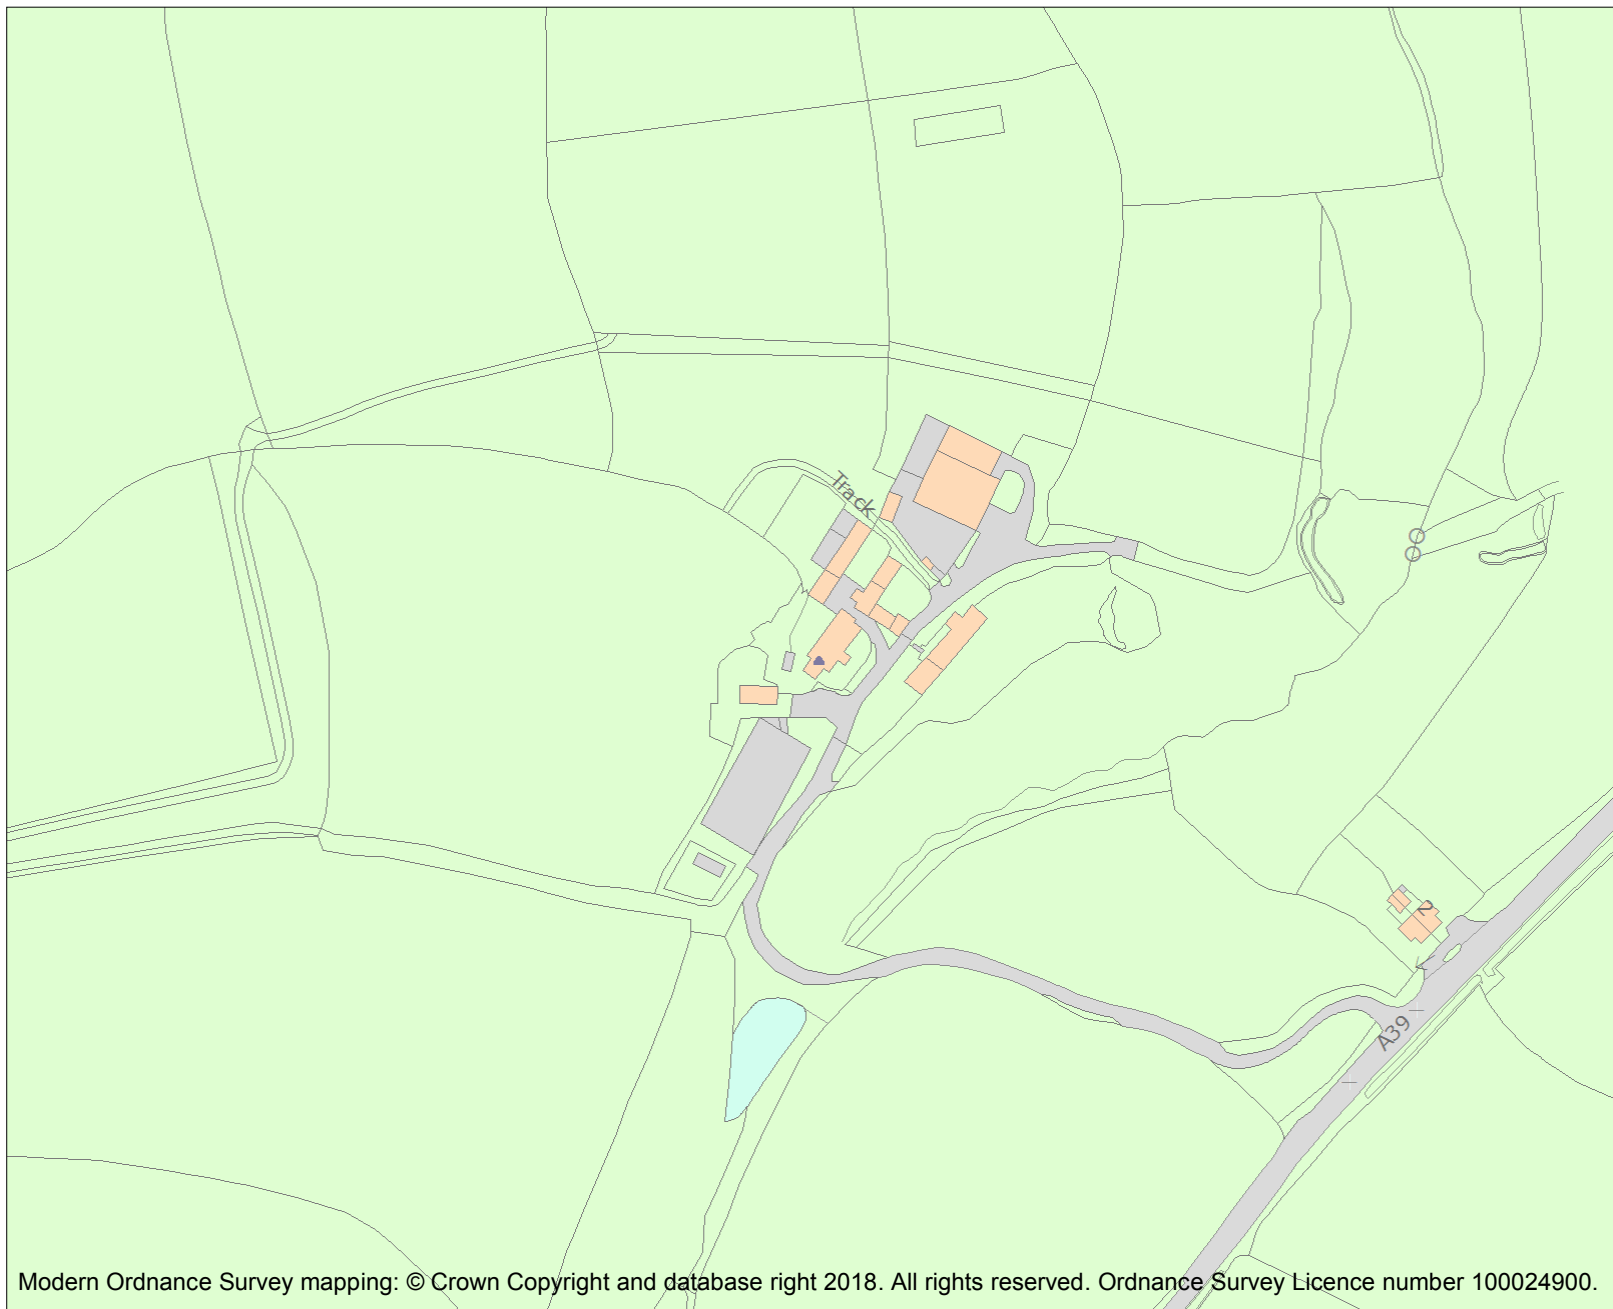 Track
2
1
A39
Modern Ordnance Survey mapping: © Crown Copyright and database right 2018. All rights reserved. Ordnance Survey Licence number 100024900.